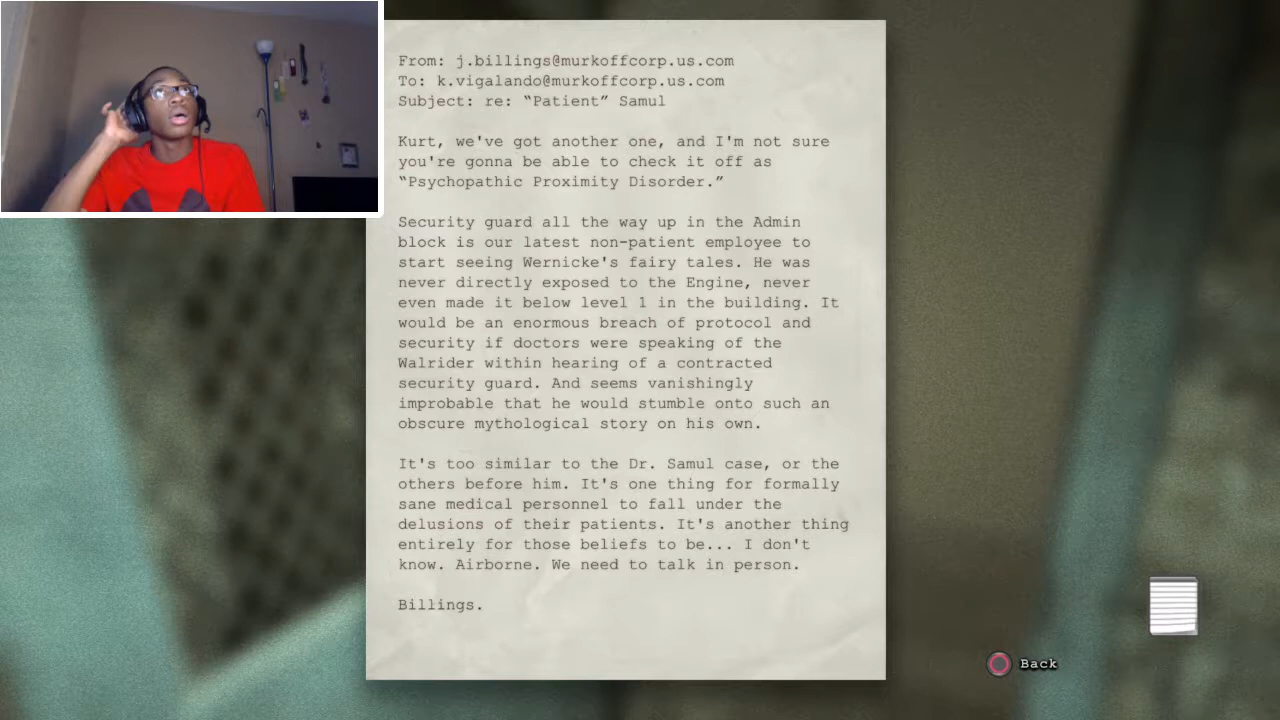 From: j.billings@murkoffcorp.us.com
To: k.vigalando@murkoffcorp.us.com
Subject: re: “Patient” Samul
Kurt, we've got another one, and I'm not sure
you're gonna be able to check it off as
“Psychopathic Proximity Disorder.”
Security guard all the way up in the Admin
block is our latest non-patient employee to
start seeing Wernicke's fairy tales. He was
never directly exposed to the Engine, never
even made it below level 1 in the building. It
would be an enormous breach of protocol and
security if doctors were speaking of the
Walrider within hearing of a contracted
security guard. And seems vanishingly
improbable that he would stumble onto such an
obscure mythological story on his own.
It's too similar to the Dr. Samul case, or the
others before him. It's one thing for formally
sane medical personnel to fall under the
delusions of their patients. It's another thing
entirely for those beliefs to be... I don't
know. Airborne. We need to talk in person.
Billings.
Back